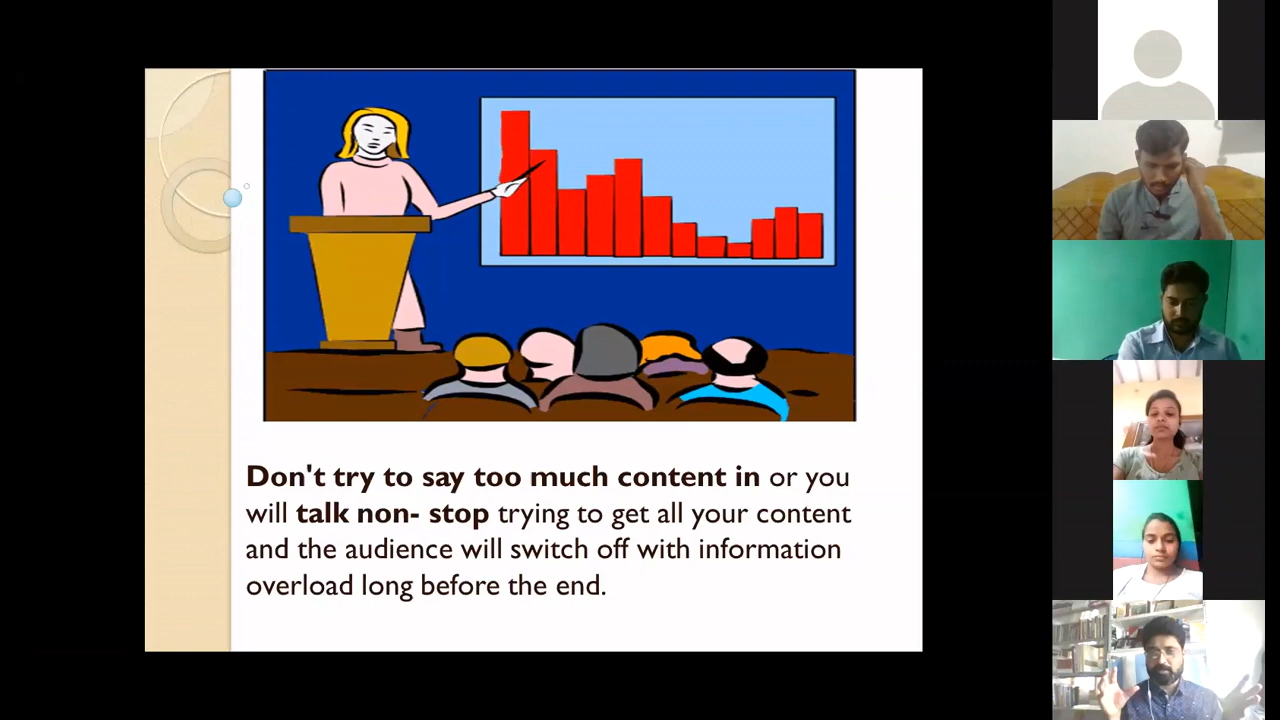 Don't try to say too much content in or you
will talk non- stop trying to get all your content
and the audience will switch off with information
overload long before the end.